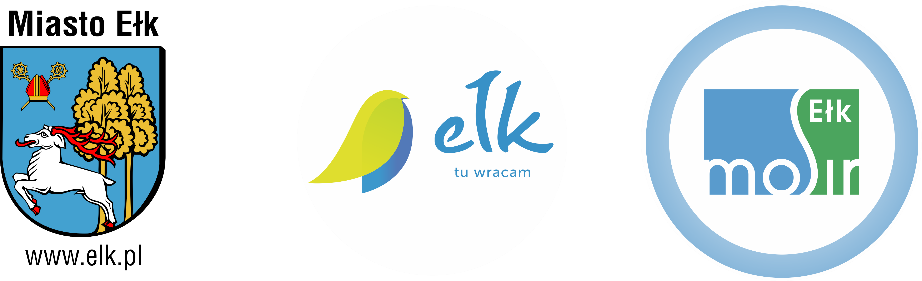 Miasto Ełk
www.elk.pl
ełk
tu wracam
Ełk
mosir